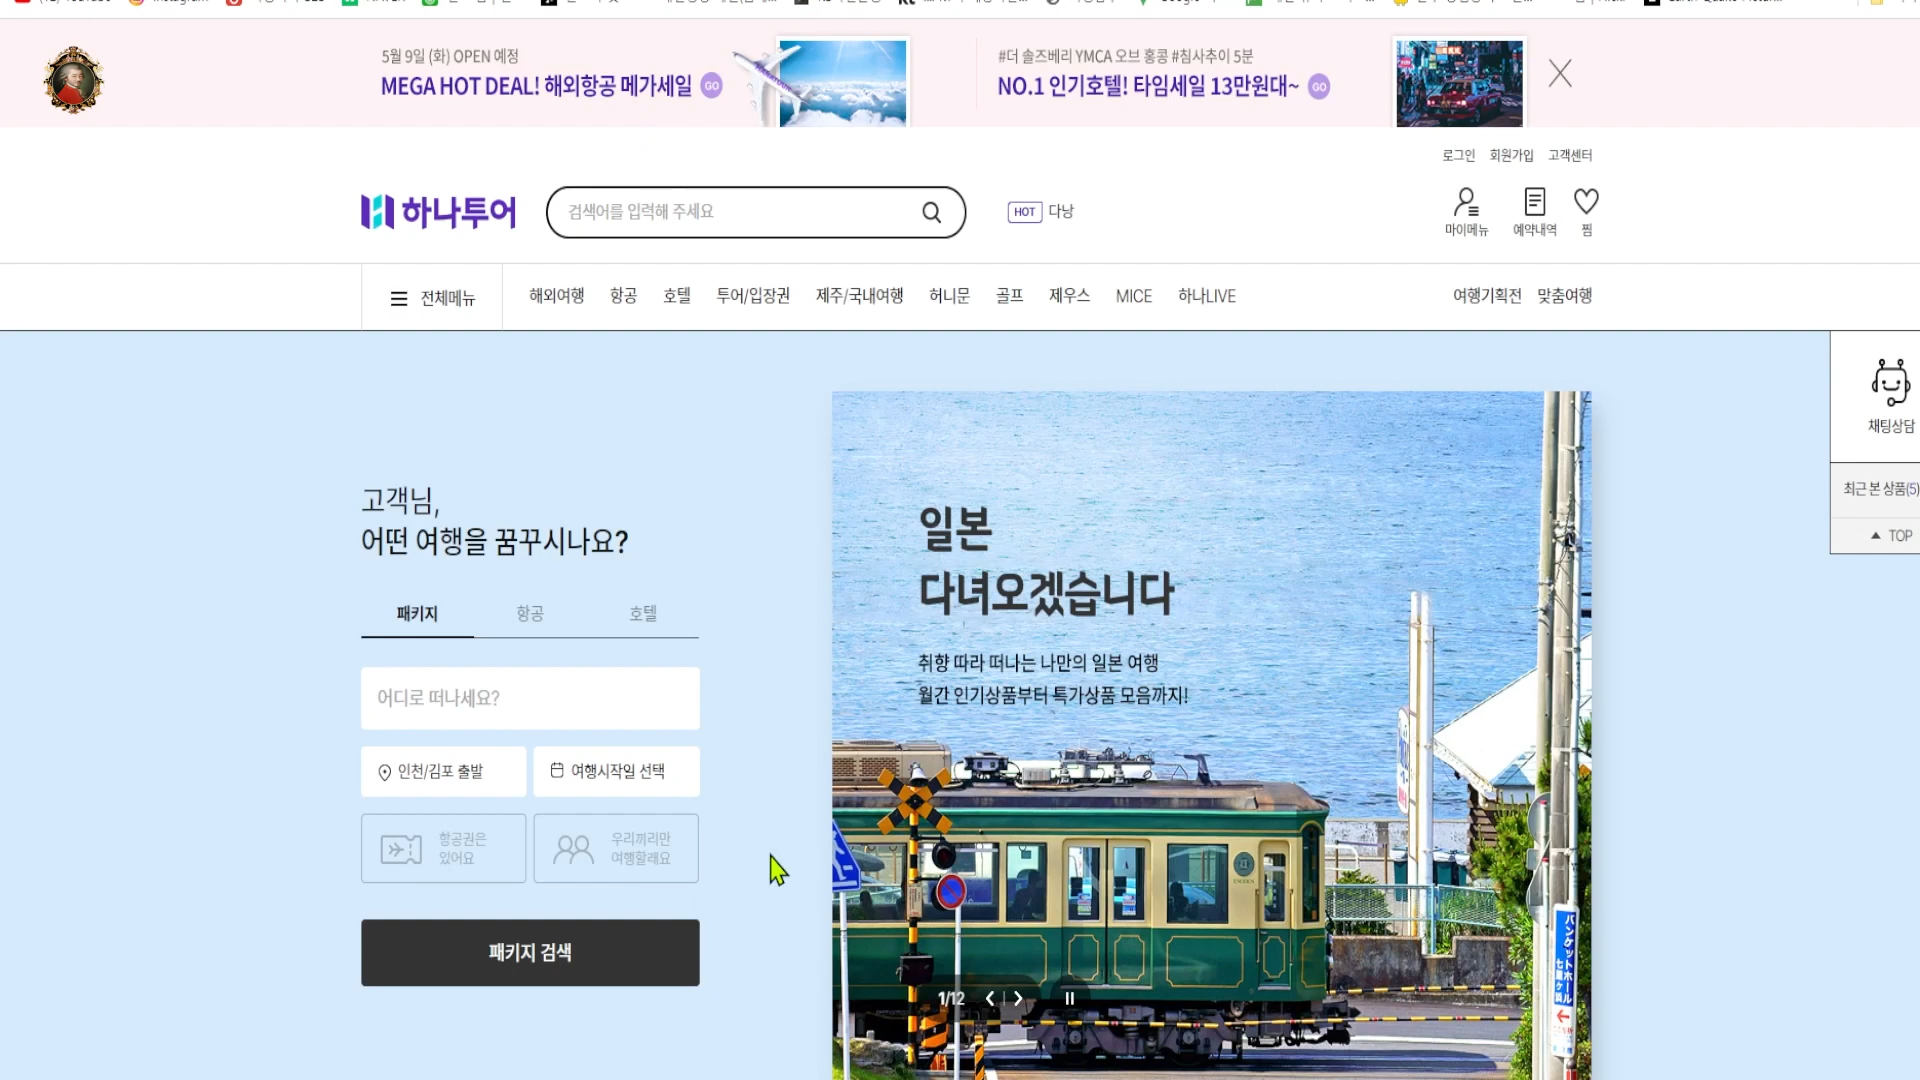 5월 9일 (화) OPEN 예정
MEGA HOT DEAL! 해외항공 메가세일 GO
#더 솔즈베리 YMCA 오브 홍콩 #침사추이 5분
NO.1 인기호텔! 타임세일 13만원대~ GO
로그인 회원가입 고객센터
하나투어
검색어를 입력해 주세요
HOT 다낭
마이메뉴 예약내역 찜
전체메뉴 해외여행 항공 호텔 투어/입장권 제주/국내여행 허니문 골프 제우스 MICE 하나LIVE 여행기획전 맞춤여행
채팅상담
최근 본 상품(5)
TOP
고객님,
어떤 여행을 꿈꾸시나요?
패키지 항공 호텔
어디로 떠나세요?
인천/김포 출발 여행시작일 선택
항공권은
있어요
우리끼리만
여행할래요
패키지 검색
일본
다녀오겠습니다
취향 따라 떠나는 나만의 일본 여행
월간 인기상품부터 특가상품 모음까지!
1/12
バンケットホール